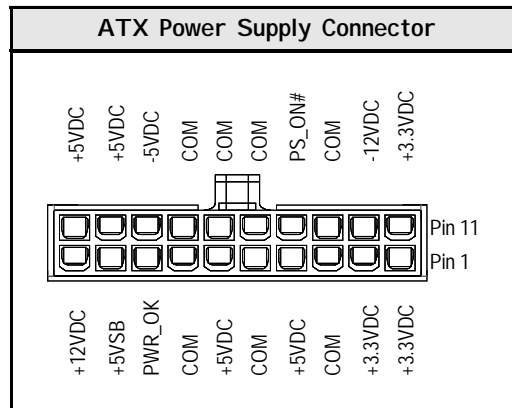 ATX Power Supply Connector
+5VDC
+5VDC
-5VDC
COM
COM
COM
PS_ON#
COM
-12VDC
+3.3VDC
Pin 11
Pin 1
+12VDC
+5VSB
PWR_OK
COM
+5VDC
COM
+5VDC
COM
+3.3VDC
+3.3VDC